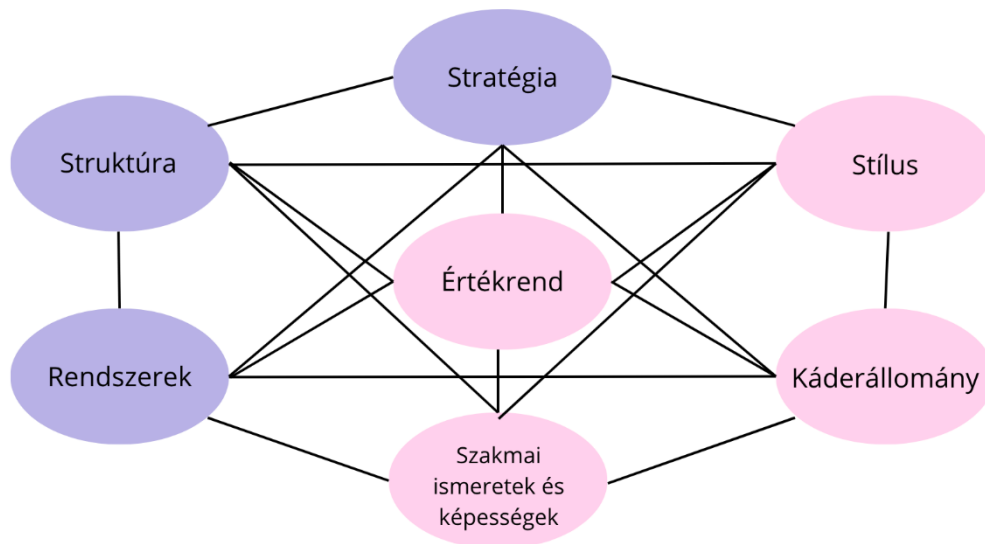 Stratégia
Struktúra
Stílus
Értékrend
Rendszerek
Káderállomány
Szakmai
ismeretek és
képességek